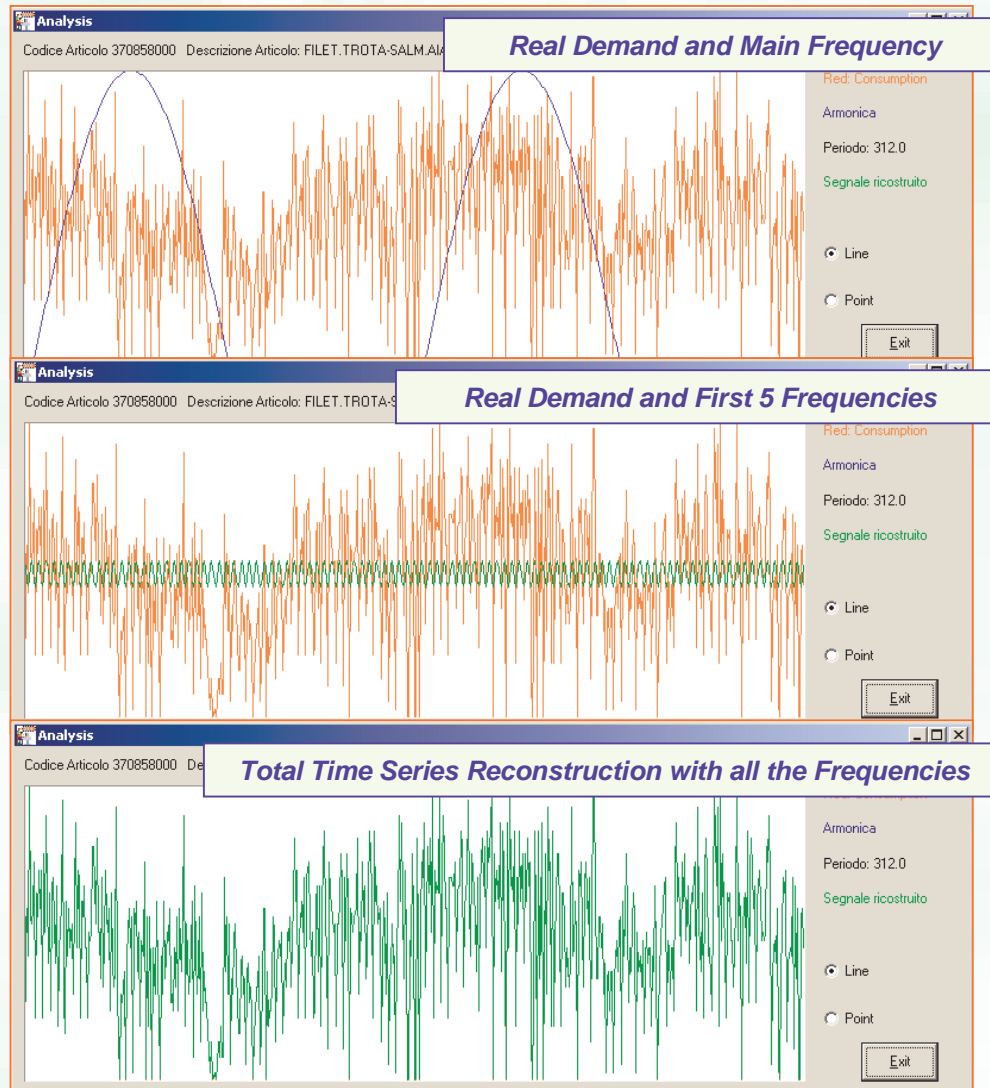 Analysis
Real Demand and Main Frequency
Codice Articolo 370858000 Descrizione Articolo: FILET.TROTA-SALM.AIA
Red: Consumption
Armonica
Periodo: 312.0
Segnale ricostruito
Line
Point
Exit
Analysis
Real Demand and First 5 Frequencies
Codice Articolo 370858000 Descrizione Articolo: FILET.TROTA-S
Red: Consumption
Armonica
Periodo: 312.0
Segnale ricostruito
Line
Point
Exit
Analysis
Total Time Series Reconstruction with all the Frequencies
Codice Articolo 370858000 De
Armonica
Periodo: 312.0
Segnale ricostruito
Line
Point
Exit